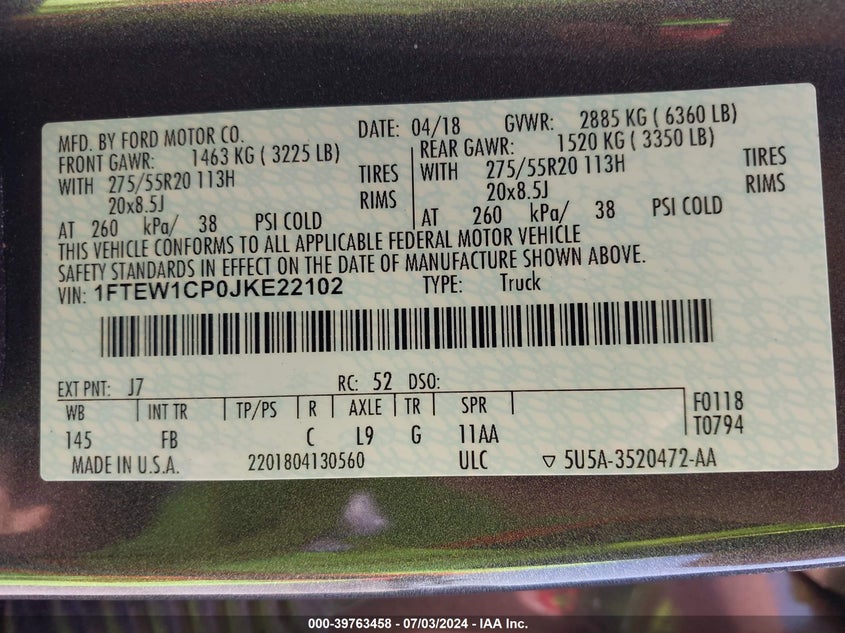 MFD. BY FORD MOTOR CO. DATE: 04/18 GVWR: 2885 KG ( 6360 LB)
FRONT GAWR: 1463 KG ( 3225 LB) REAR GAWR: 1520 KG ( 3350 LB)
WITH 275/55R20 113H TIRES WITH 275/55R20 113H TIRES
20x8.5J RIMS 20x8.5J RIMS
AT 260 kPa/ 38 PSI COLD AT 260 kPa/ 38 PSI COLD
THIS VEHICLE CONFORMS TO ALL APPLICABLE FEDERAL MOTOR VEHICLE
SAFETY STANDARDS IN EFFECT ON THE DATE OF MANUFACTURE SHOWN ABOVE.
VIN: 1FTEW1CP0JKE22102 TYPE: Truck
EXT PNT: J7 RC: 52 DSO:
WB INT TR TP/PS R AXLE TR SPR F0118
145 FB C L9 G 11AA T0794
MADE IN U.S.A. 2201804130560 ULC ▽ 5U5A-3520472-AA
000-39763458 - 07/03/2024 - IAA Inc.